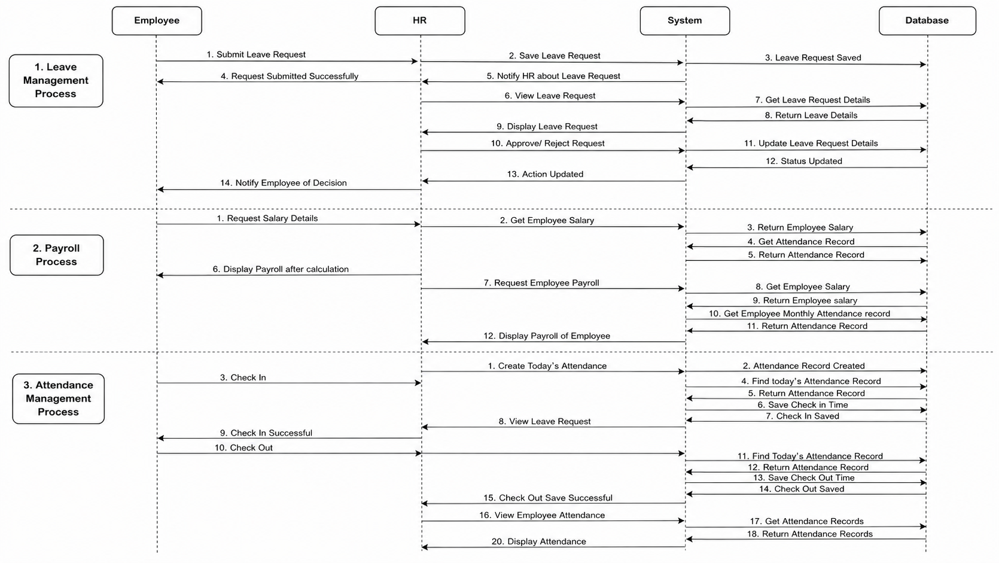 Employee
HR
System
Database
1. Leave
Management
Process
1. Submit Leave Request
2. Save Leave Request
3. Leave Request Saved
4. Request Submitted Successfully
5. Notify HR about Leave Request
6. View Leave Request
7. Get Leave Request Details
8. Return Leave Details
9. Display Leave Request
10. Approve/ Reject Request
11. Update Leave Request Details
12. Status Updated
13. Action Updated
14. Notify Employee of Decision
2. Payroll
Process
1. Request Salary Details
2. Get Employee Salary
3. Return Employee Salary
4. Get Attendance Record
5. Return Attendance Record
6. Display Payroll after calculation
7. Request Employee Payroll
8. Get Employee Salary
9. Return Employee salary
10. Get Employee Monthly Attendance record
11. Return Attendance Record
12. Display Payroll of Employee
3. Attendance
Management
Process
1. Create Today's Attendance
2. Attendance Record Created
3. Check In
4. Find today's Attendance Record
5. Return Attendance Record
6. Save Check in Time
7. Check In Saved
8. View Leave Request
9. Check In Successful
10. Check Out
11. Find Today's Attendance Record
12. Return Attendance Record
13. Save Check Out Time
14. Check Out Saved
15. Check Out Save Successful
16. View Employee Attendance
17. Get Attendance Records
18. Return Attendance Records
20. Display Attendance